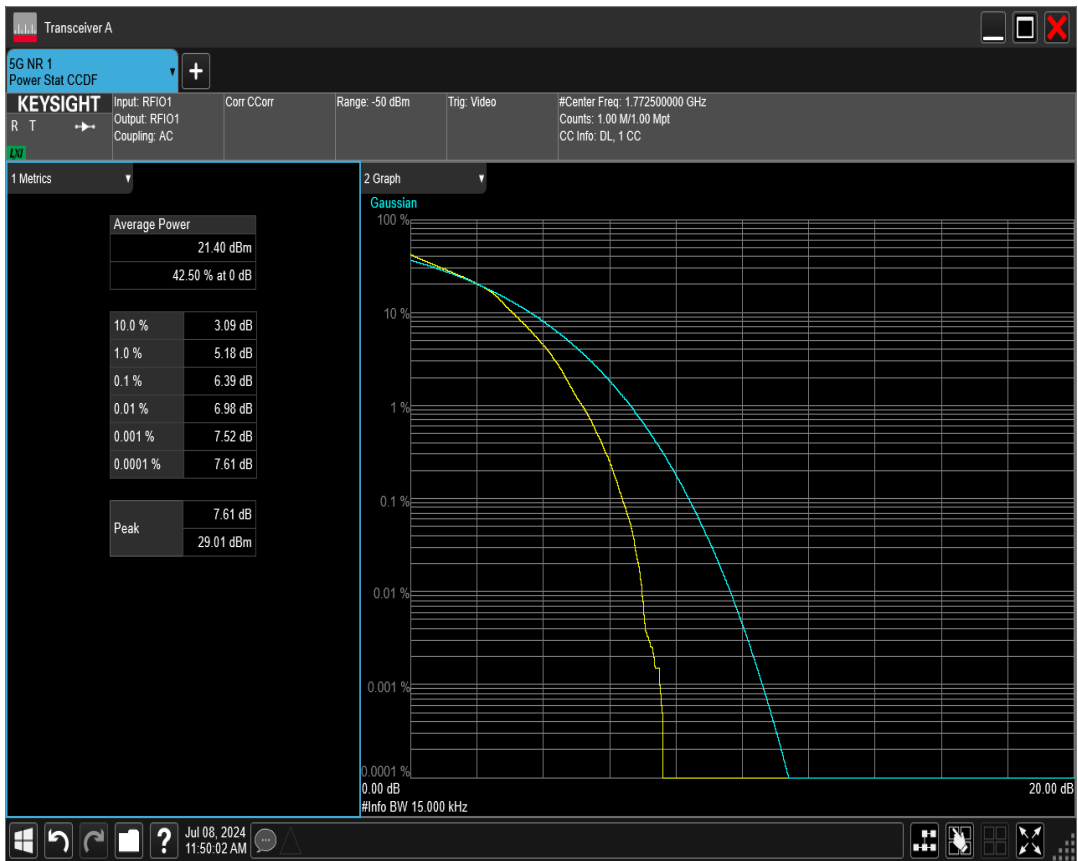 Transceiver A
5G NR 1
Power Stat CCDF
+
KEYSIGHT
R T
LXI
Input: RFIO1
Output: RFIO1
Coupling: AC
Corr CCorr
Range: -50 dBm
Trig: Video
#Center Freq: 1.772500000 GHz
Counts: 1.00 M/1.00 Mpt
CC Info: DL, 1 CC
1 Metrics
Average Power
21.40 dBm
42.50 % at 0 dB
10.0 % 3.09 dB
1.0 % 5.18 dB
0.1 % 6.39 dB
0.01 % 6.98 dB
0.001 % 7.52 dB
0.0001 % 7.61 dB
Peak
7.61 dB
29.01 dBm
2 Graph
Gaussian
100 %
10 %
1 %
0.1 %
0.01 %
0.001 %
0.0001 %
0.00 dB 20.00 dB
#Info BW 15.000 kHz
?
Jul 08, 2024
11:50:02 AM